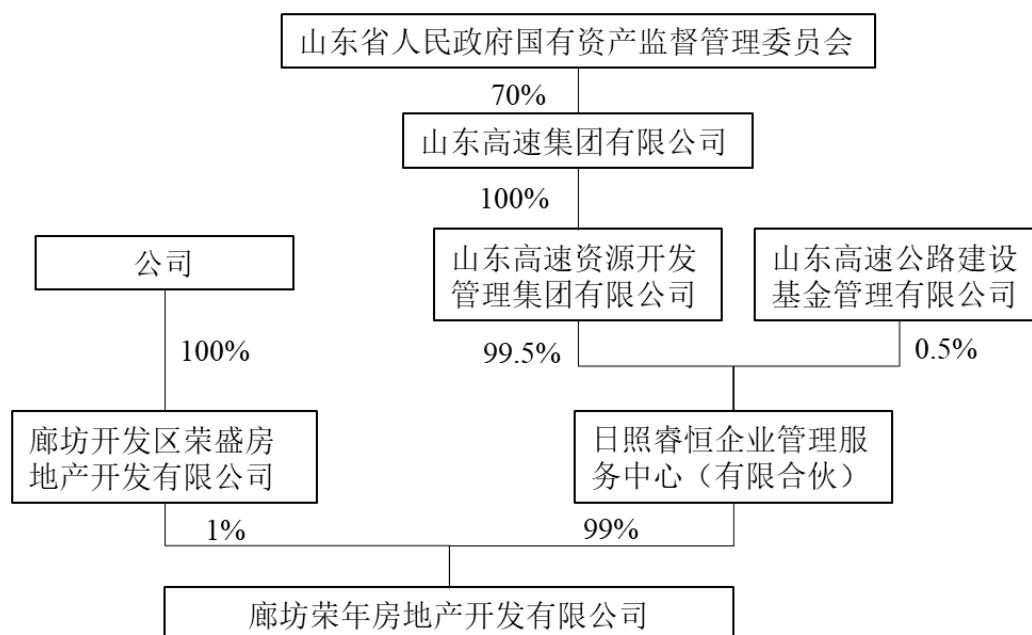 山东省人民政府国有资产监督管理委员会
70%
山东高速集团有限公司
100%
公司
山东高速资源开发
管理集团有限公司
山东高速公路建设
基金管理有限公司
100%
99.5%
0.5%
廊坊开发区荣盛房
地产开发有限公司
日照睿恒企业管理服
务中心（有限合伙）
1%
99%
廊坊荣年房地产开发有限公司